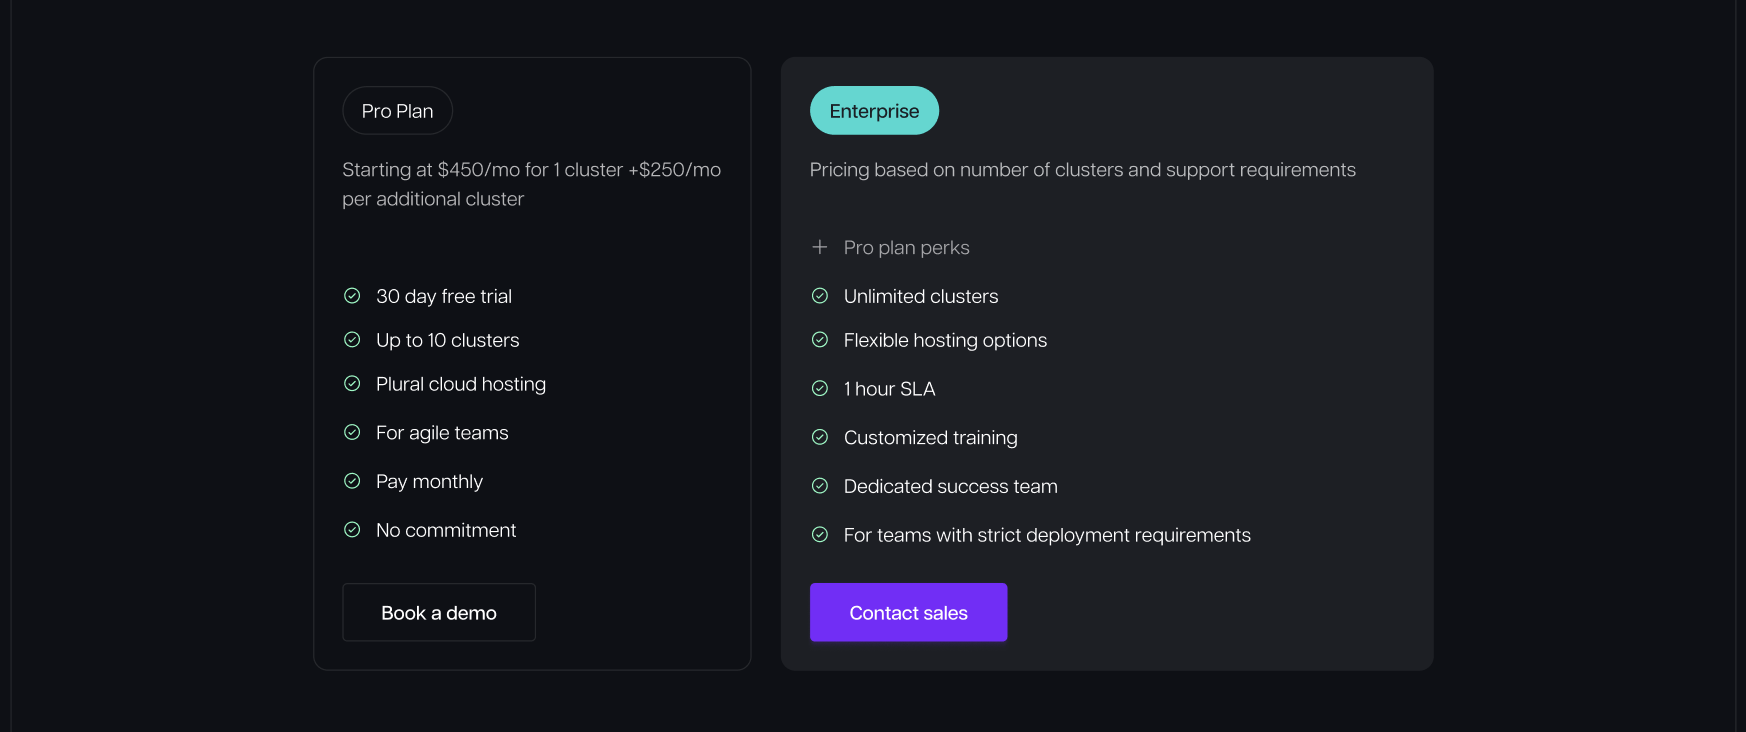 Pro Plan
Starting at $450/mo for 1 cluster +$250/mo
per additional cluster
30 day free trial
Up to 10 clusters
Plural cloud hosting
For agile teams
Pay monthly
No commitment
Book a demo
Enterprise
Pricing based on number of clusters and support requirements
Pro plan perks
Unlimited clusters
Flexible hosting options
1 hour SLA
Customized training
Dedicated success team
For teams with strict deployment requirements
Contact sales